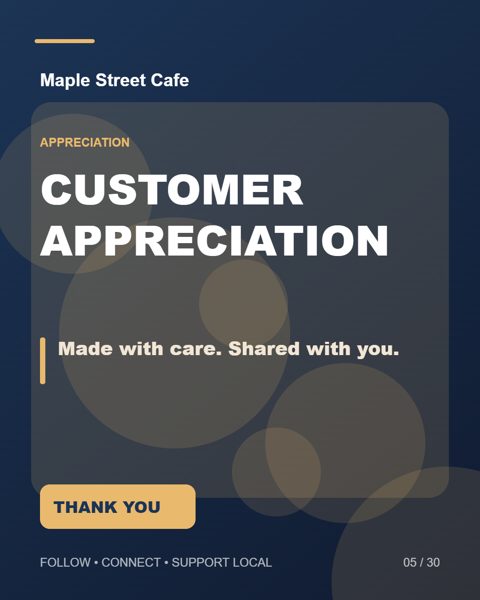 Maple Street Cafe
APPRECIATION
CUSTOMER
APPRECIATION
Made with care. Shared with you.
THANK YOU
FOLLOW • CONNECT • SUPPORT LOCAL
05 / 30